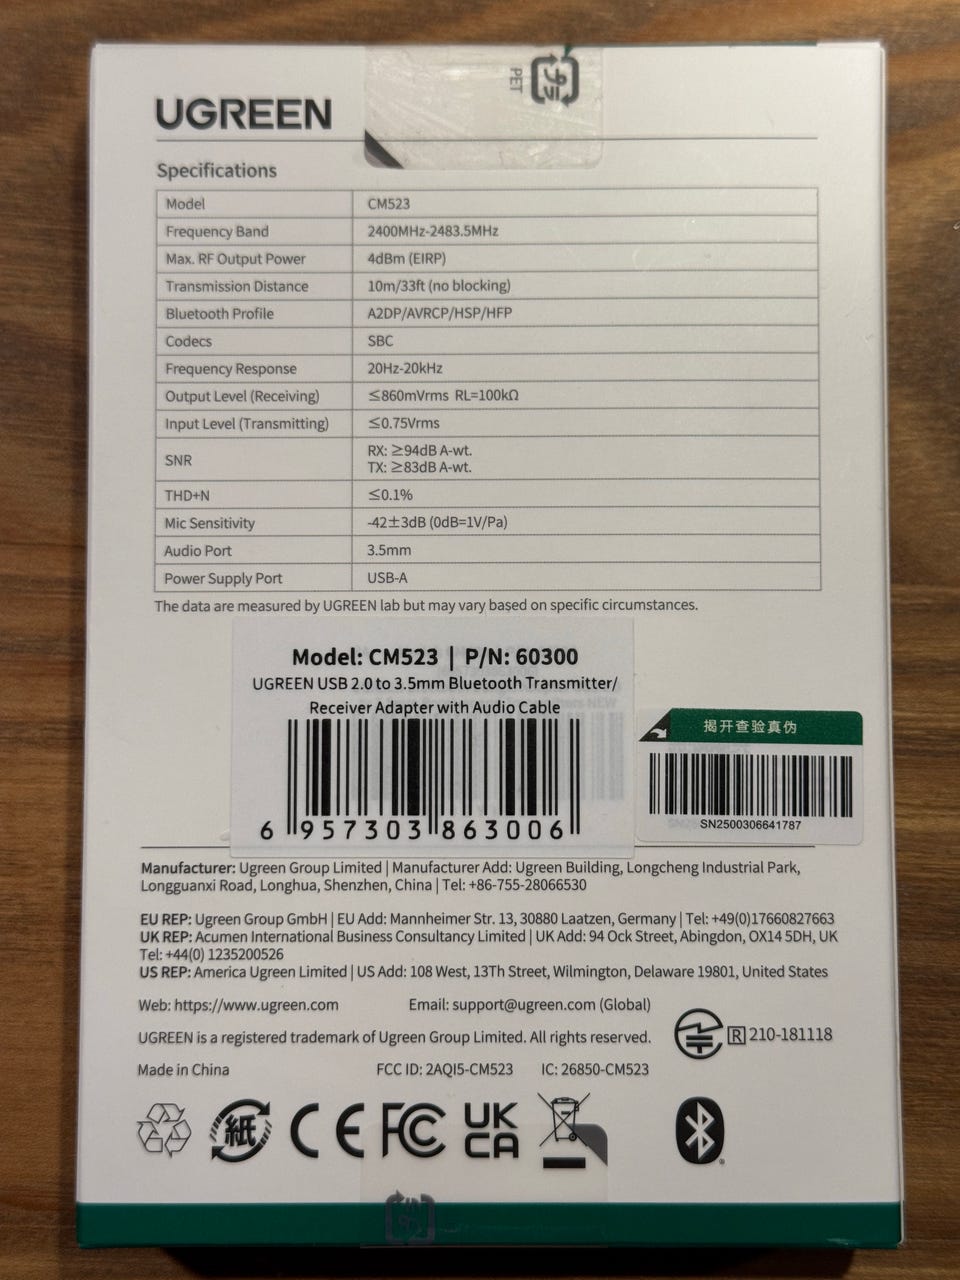 PET
UGREEN
Specifications
Model CM523
Frequency Band 2400MHz-2483.5MHz
Max. RF Output Power 4dBm (EIRP)
Transmission Distance 10m/33ft (no blocking)
Bluetooth Profile A2DP/AVRCP/HSP/HFP
Codecs SBC
Frequency Response 20Hz-20kHz
Output Level (Receiving) ≤860mVrms RL=100kΩ
Input Level (Transmitting) ≤0.75Vrms
SNR RX: ≥94dB A-wt.
TX: ≥83dB A-wt.
THD+N ≤0.1%
Mic Sensitivity -42±3dB (0dB=1V/Pa)
Audio Port 3.5mm
Power Supply Port USB-A
The data are measured by UGREEN lab but may vary based on specific circumstances.
Model: CM523 | P/N: 60300
UGREEN USB 2.0 to 3.5mm Bluetooth Transmitter/
Receiver Adapter with Audio Cable
6 957303 863006
揭开查验真伪
SN2500306641787
Manufacturer: Ugreen Group Limited | Manufacturer Add: Ugreen Building, Longcheng Industrial Park,
Longguanxi Road, Longhua, Shenzhen, China | Tel: +86-755-28066530
EU REP: Ugreen Group GmbH | EU Add: Mannheimer Str. 13, 30880 Laatzen, Germany | Tel: +49(0)17660827663
UK REP: Acumen International Business Consultancy Limited | UK Add: 94 Ock Street, Abingdon, OX14 5DH, UK
Tel: +44(0) 1235200526
US REP: America Ugreen Limited | US Add: 108 West, 13Th Street, Wilmington, Delaware 19801, United States
Web: https://www.ugreen.com Email: support@ugreen.com (Global)
UGREEN is a registered trademark of Ugreen Group Limited. All rights reserved.
R 210-181118
Made in China FCC ID: 2AQI5-CM523 IC: 26850-CM523
紙 CE FC UK
CA